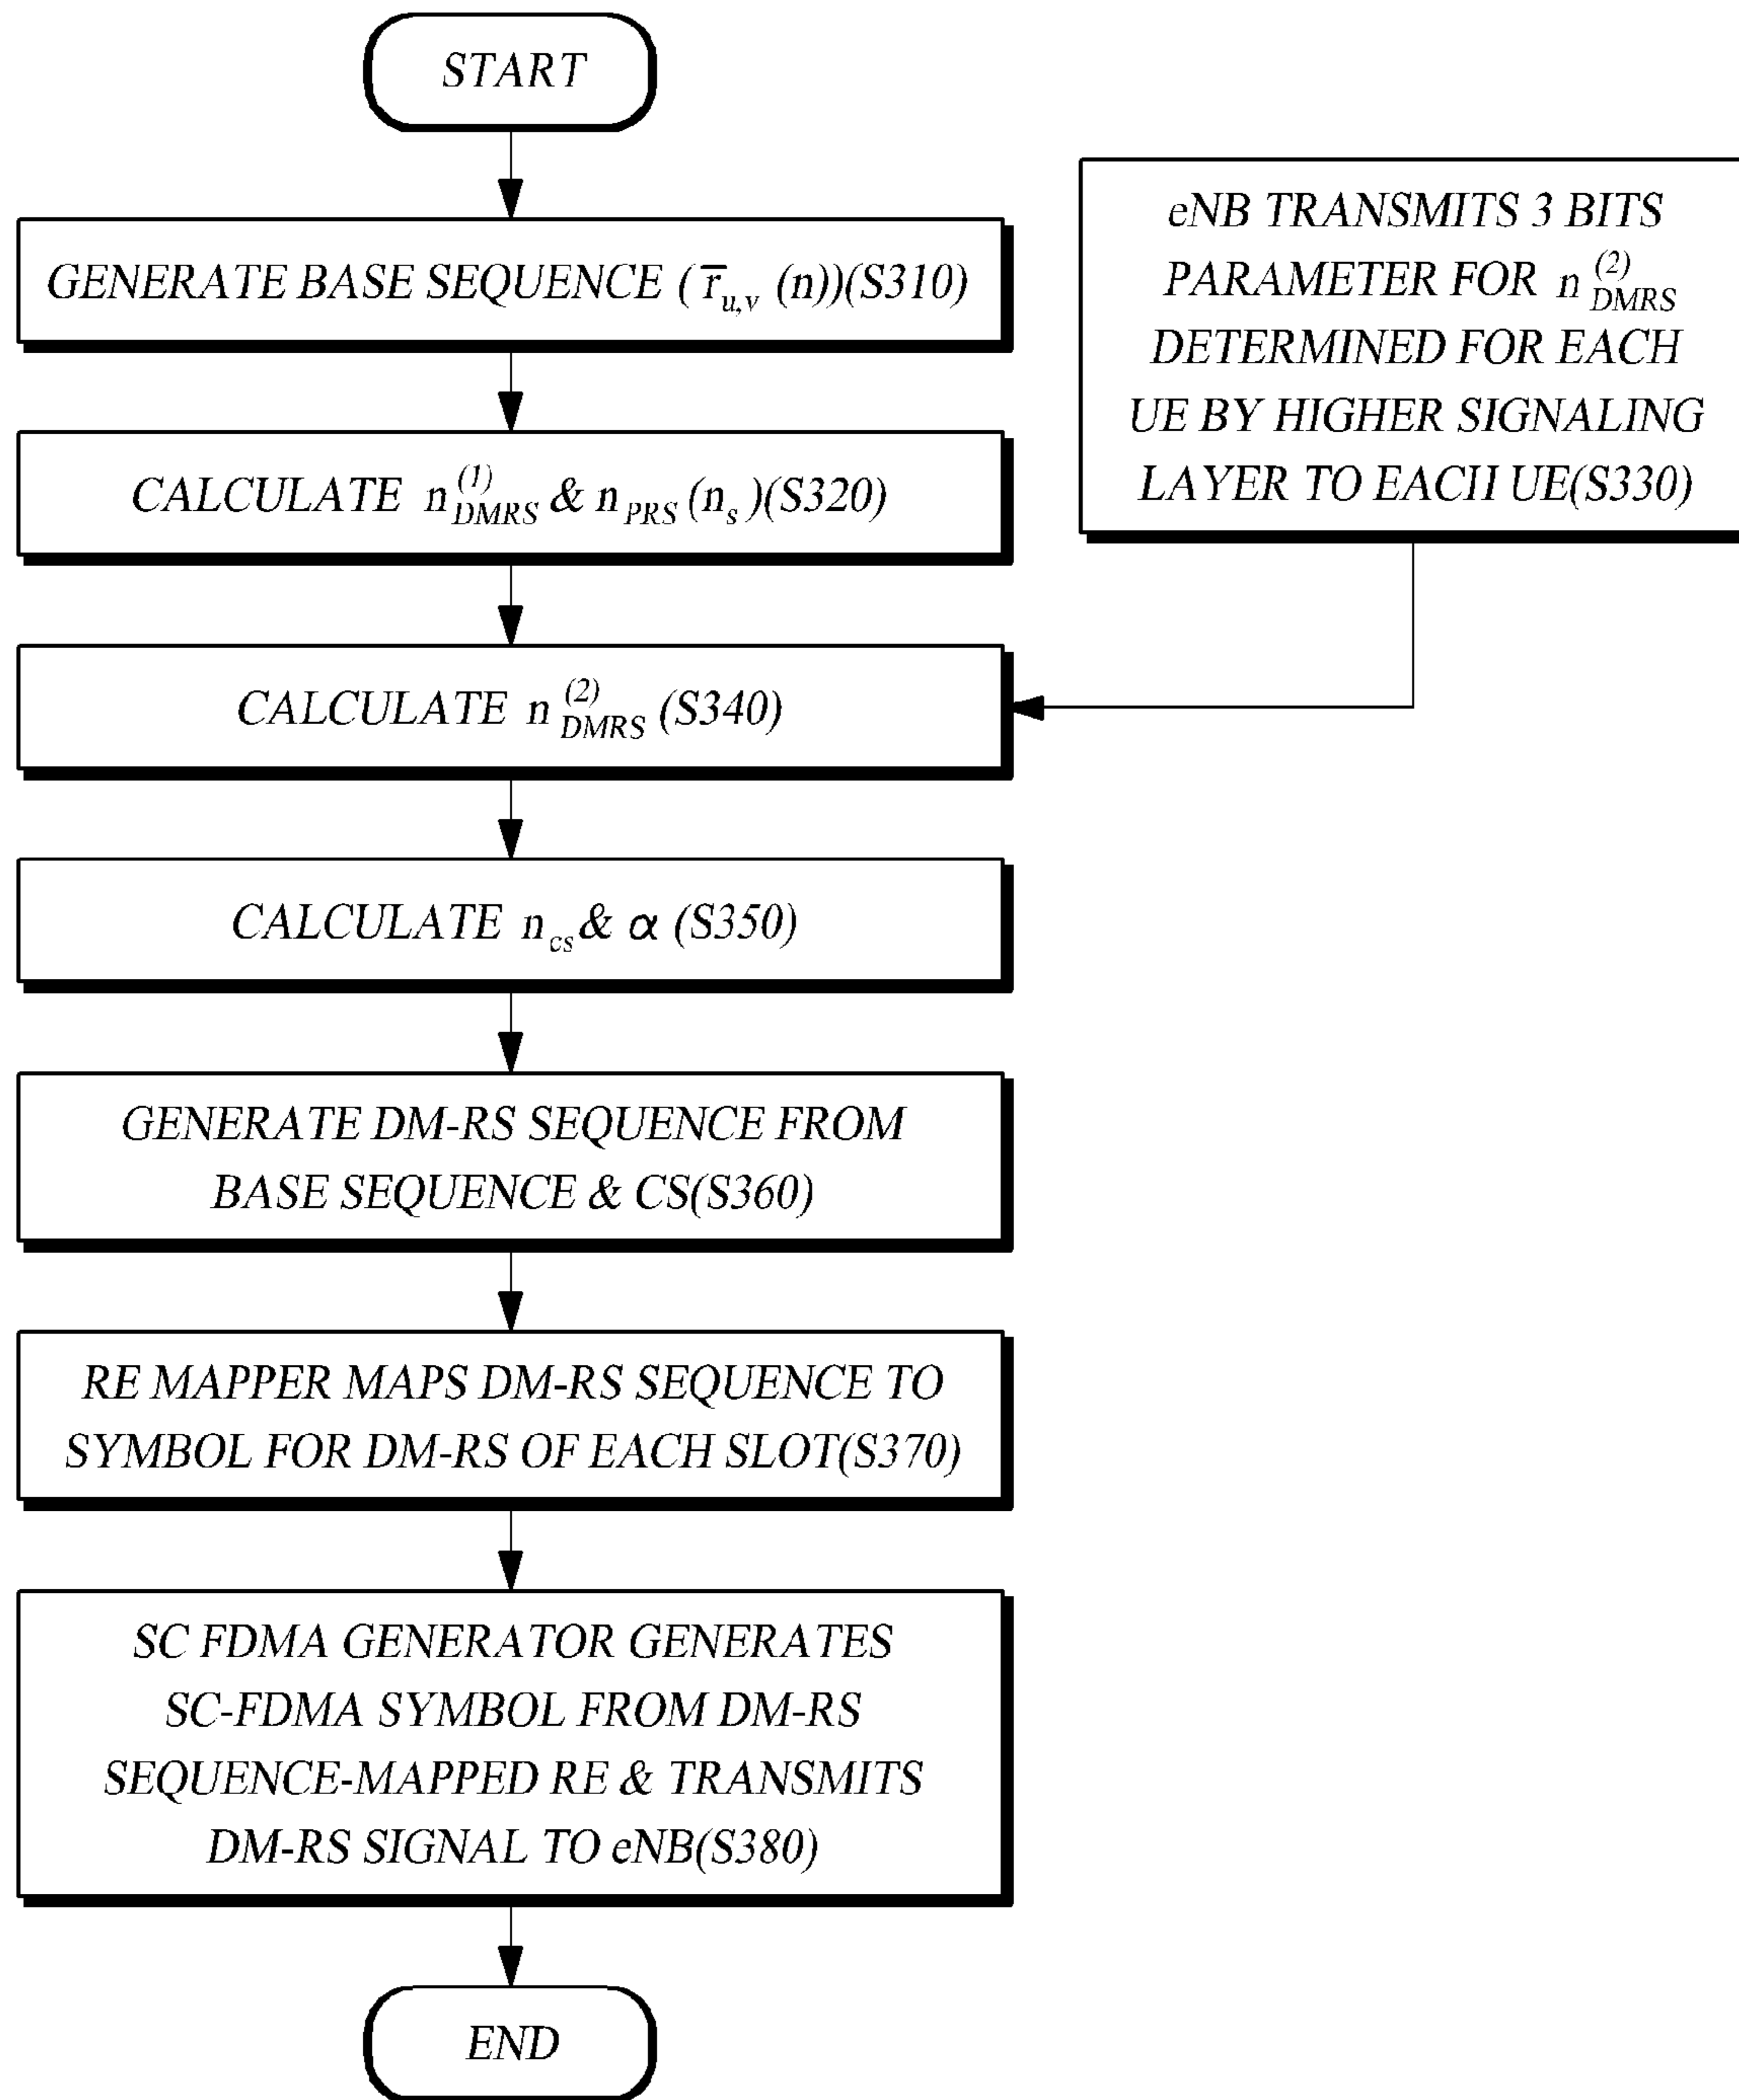 START
GENERATE BASE SEQUENCE (r̅u,v (n))(S310)
CALCULATE n(1)DMRS & nPRS (ns)(S320)
eNB TRANSMITS 3 BITS
PARAMETER FOR n(2)DMRS
DETERMINED FOR EACH
UE BY HIGHER SIGNALING
LAYER TO EACH UE(S330)
CALCULATE n(2)DMRS (S340)
CALCULATE ncs & α (S350)
GENERATE DM-RS SEQUENCE FROM
BASE SEQUENCE & CS(S360)
RE MAPPER MAPS DM-RS SEQUENCE TO
SYMBOL FOR DM-RS OF EACH SLOT(S370)
SC FDMA GENERATOR GENERATES
SC-FDMA SYMBOL FROM DM-RS
SEQUENCE-MAPPED RE & TRANSMITS
DM-RS SIGNAL TO eNB(S380)
END